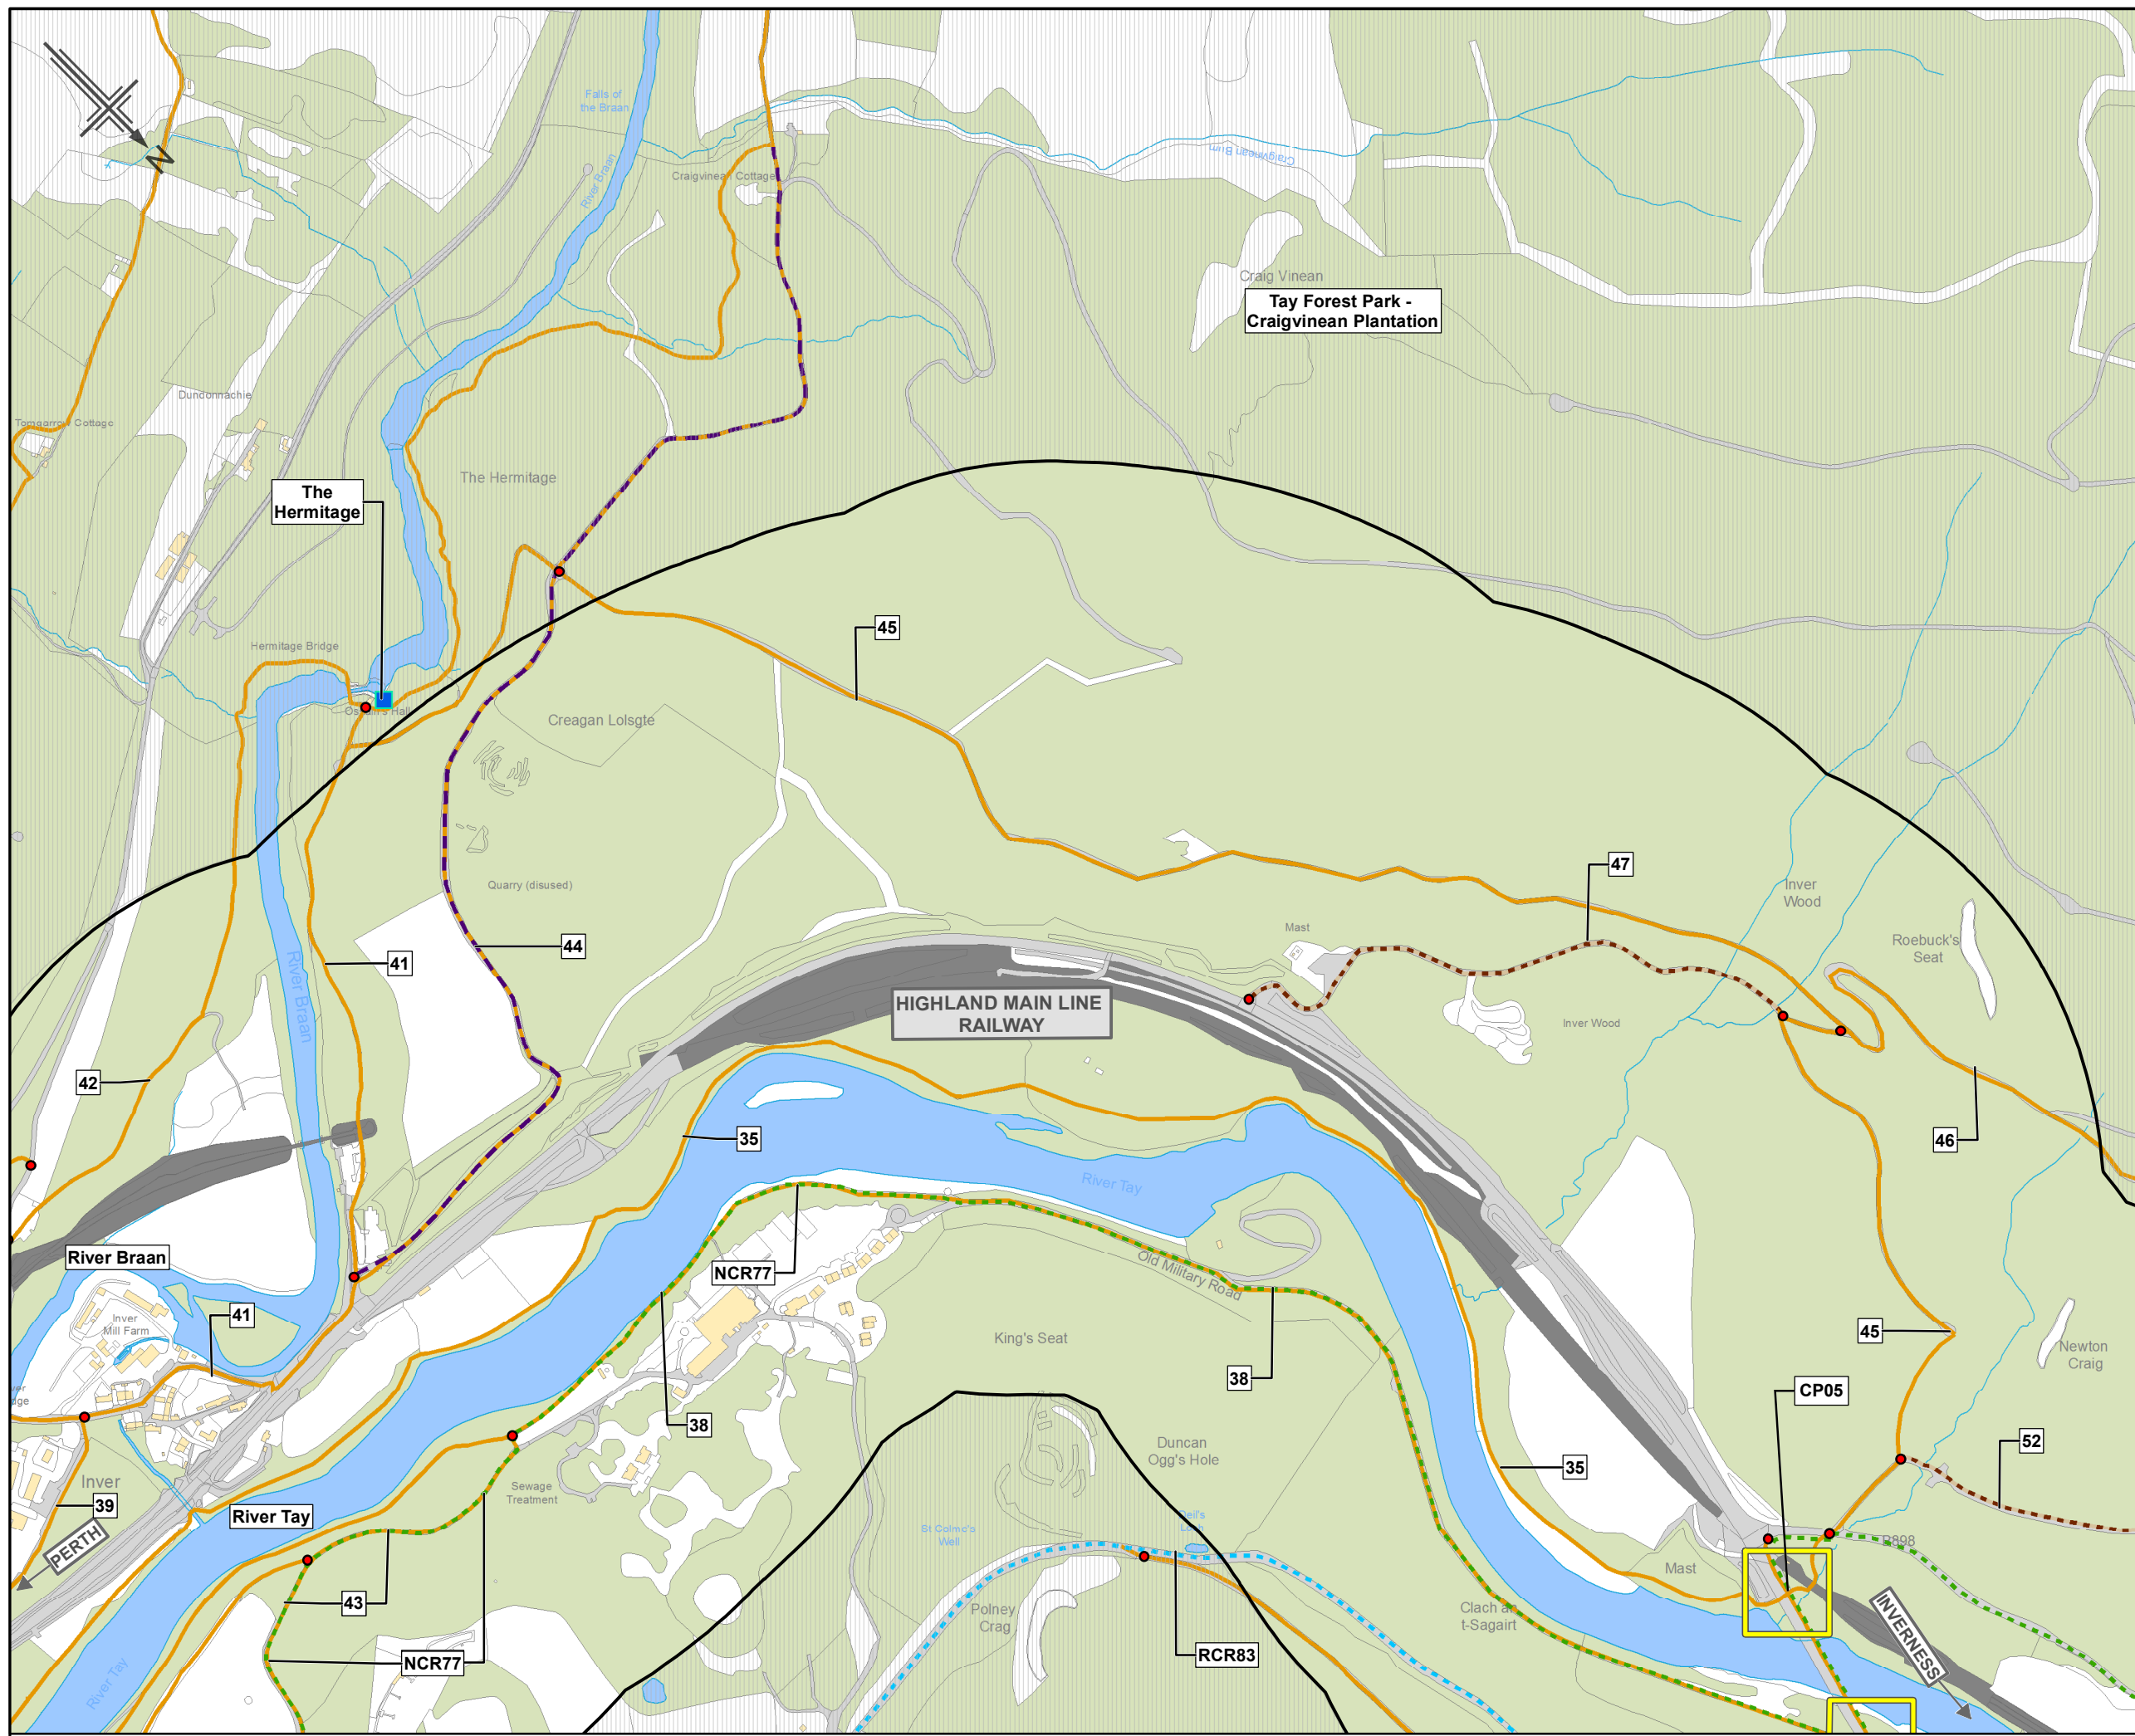 N
Falls of
the Braan
River Braan
Craigvinean Cottage
Craigvinean Burn
Craig Vinean
Tay Forest Park -
Craigvinean Plantation
Dundonnachie
Tomgarrow Cottage
The Hermitage
The
Hermitage
45
Hermitage Bridge
Ossian's Hall
Creagan Lolsgte
47
Inver
Wood
Quarry (disused)
Mast
Roebuck's
Seat
44
41
River Braan
HIGHLAND MAIN LINE
RAILWAY
Inver Wood
42
35
46
River Tay
River Braan
NCR77
Old Military Road
41
Inver
Mill Farm
King's Seat
45
Newton
Craig
38
CP05
38
Duncan
Ogg's Hole
52
Inver
39
Sewage
Treatment
35
PERTH
River Tay
St Colme's
Well
Deil's
B898
Mast
43
Polney
Crag
Clach an
t-Sagairt
INVERNESS
NCR77
RCR83
River Tay